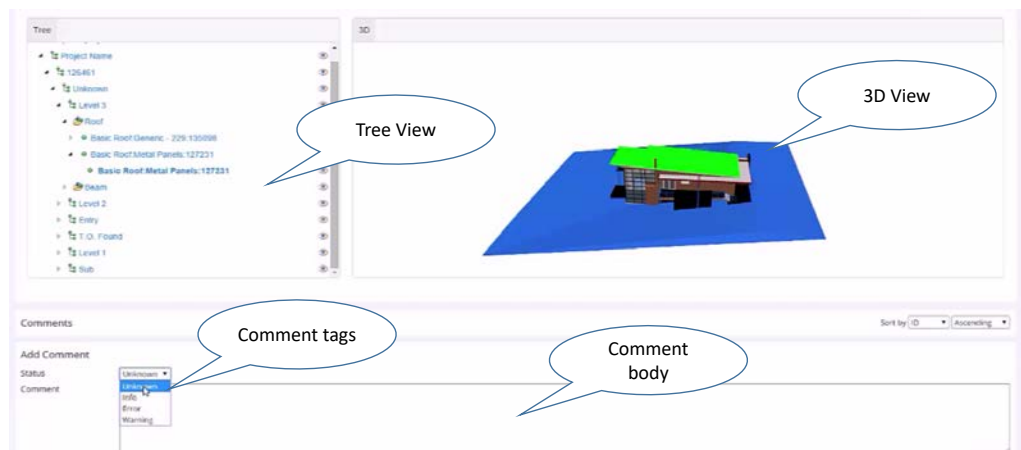 Tree
3D
Project Name
126461
Unknown
Level 3
Roof
Basic Roof:Generic - 229:135098
Basic Roof:Metal Panels:127231
Basic Roof:Metal Panels:127231
Beam
Level 2
Entry
T.O. Found
Level 1
Sub
Tree View
3D View
Comments
Sort by ID Ascending
Comment tags
Comment
body
Add Comment
Status Unknown
Comment
Unknown
Info
Error
Warning